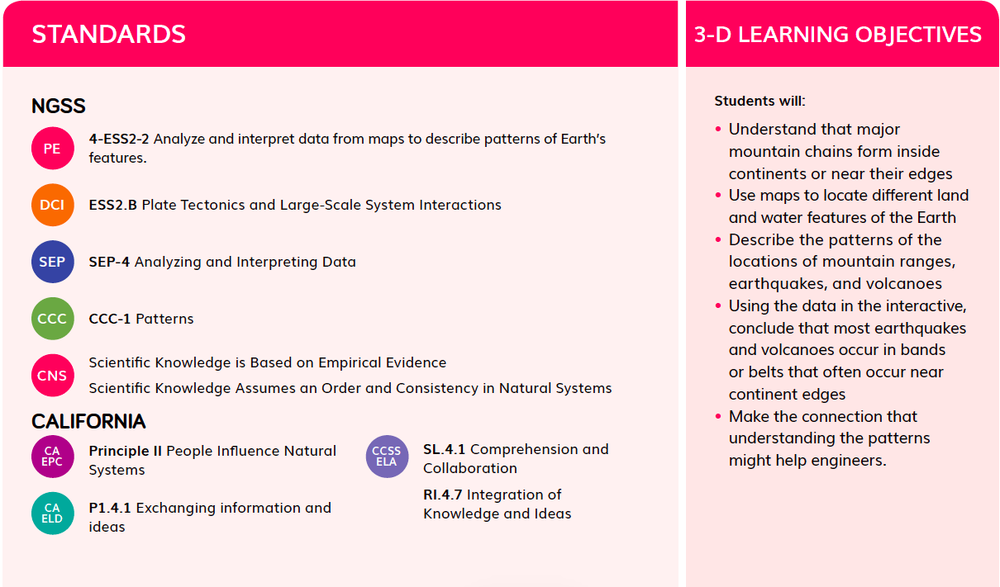 STANDARDS
NGSS
PE
4-ESS2-2 Analyze and interpret data from maps to describe patterns of Earth's
features.
DCI
ESS2.B Plate Tectonics and Large-Scale System Interactions
SEP
SEP-4 Analyzing and Interpreting Data
CCC
CCC-1 Patterns
CNS
Scientific Knowledge is Based on Empirical Evidence
Scientific Knowledge Assumes an Order and Consistency in Natural Systems
CALIFORNIA
CA
EPC
Principle II People Influence Natural
Systems
CA
ELD
P1.4.1 Exchanging information and
ideas
CCSS
ELA
SL.4.1 Comprehension and
Collaboration
RI.4.7 Integration of
Knowledge and Ideas
3-D LEARNING OBJECTIVES
Students will:
• Understand that major
mountain chains form inside
continents or near their edges
• Use maps to locate different land
and water features of the Earth
• Describe the patterns of the
locations of mountain ranges,
earthquakes, and volcanoes
• Using the data in the interactive,
conclude that most earthquakes
and volcanoes occur in bands
or belts that often occur near
continent edges
• Make the connection that
understanding the patterns
might help engineers.